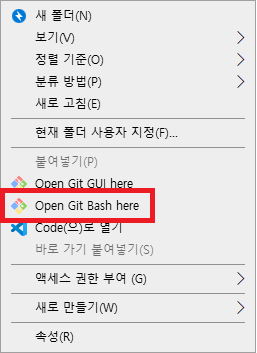 새 폴더(N)
보기(V)
정렬 기준(O)
분류 방법(P)
새로 고침(E)
현재 폴더 사용자 지정(F)...
붙여넣기(P)
Open Git GUI here
Open Git Bash here
Code(으)로 열기
바로 가기 붙여넣기(S)
액세스 권한 부여 (G)
새로 만들기(W)
속성(R)